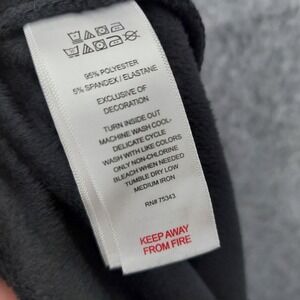 95% POLYESTER
5% SPANDEX / ELASTANE
EXCLUSIVE OF
DECORATION
TURN INSIDE OUT
MACHINE WASH COOL-
DELICATE CYCLE
WASH WITH LIKE COLORS
ONLY NON-CHLORINE
BLEACH WHEN NEEDED
TUMBLE DRY LOW
MEDIUM IRON
RN# 75343
KEEP AWAY
FROM FIRE